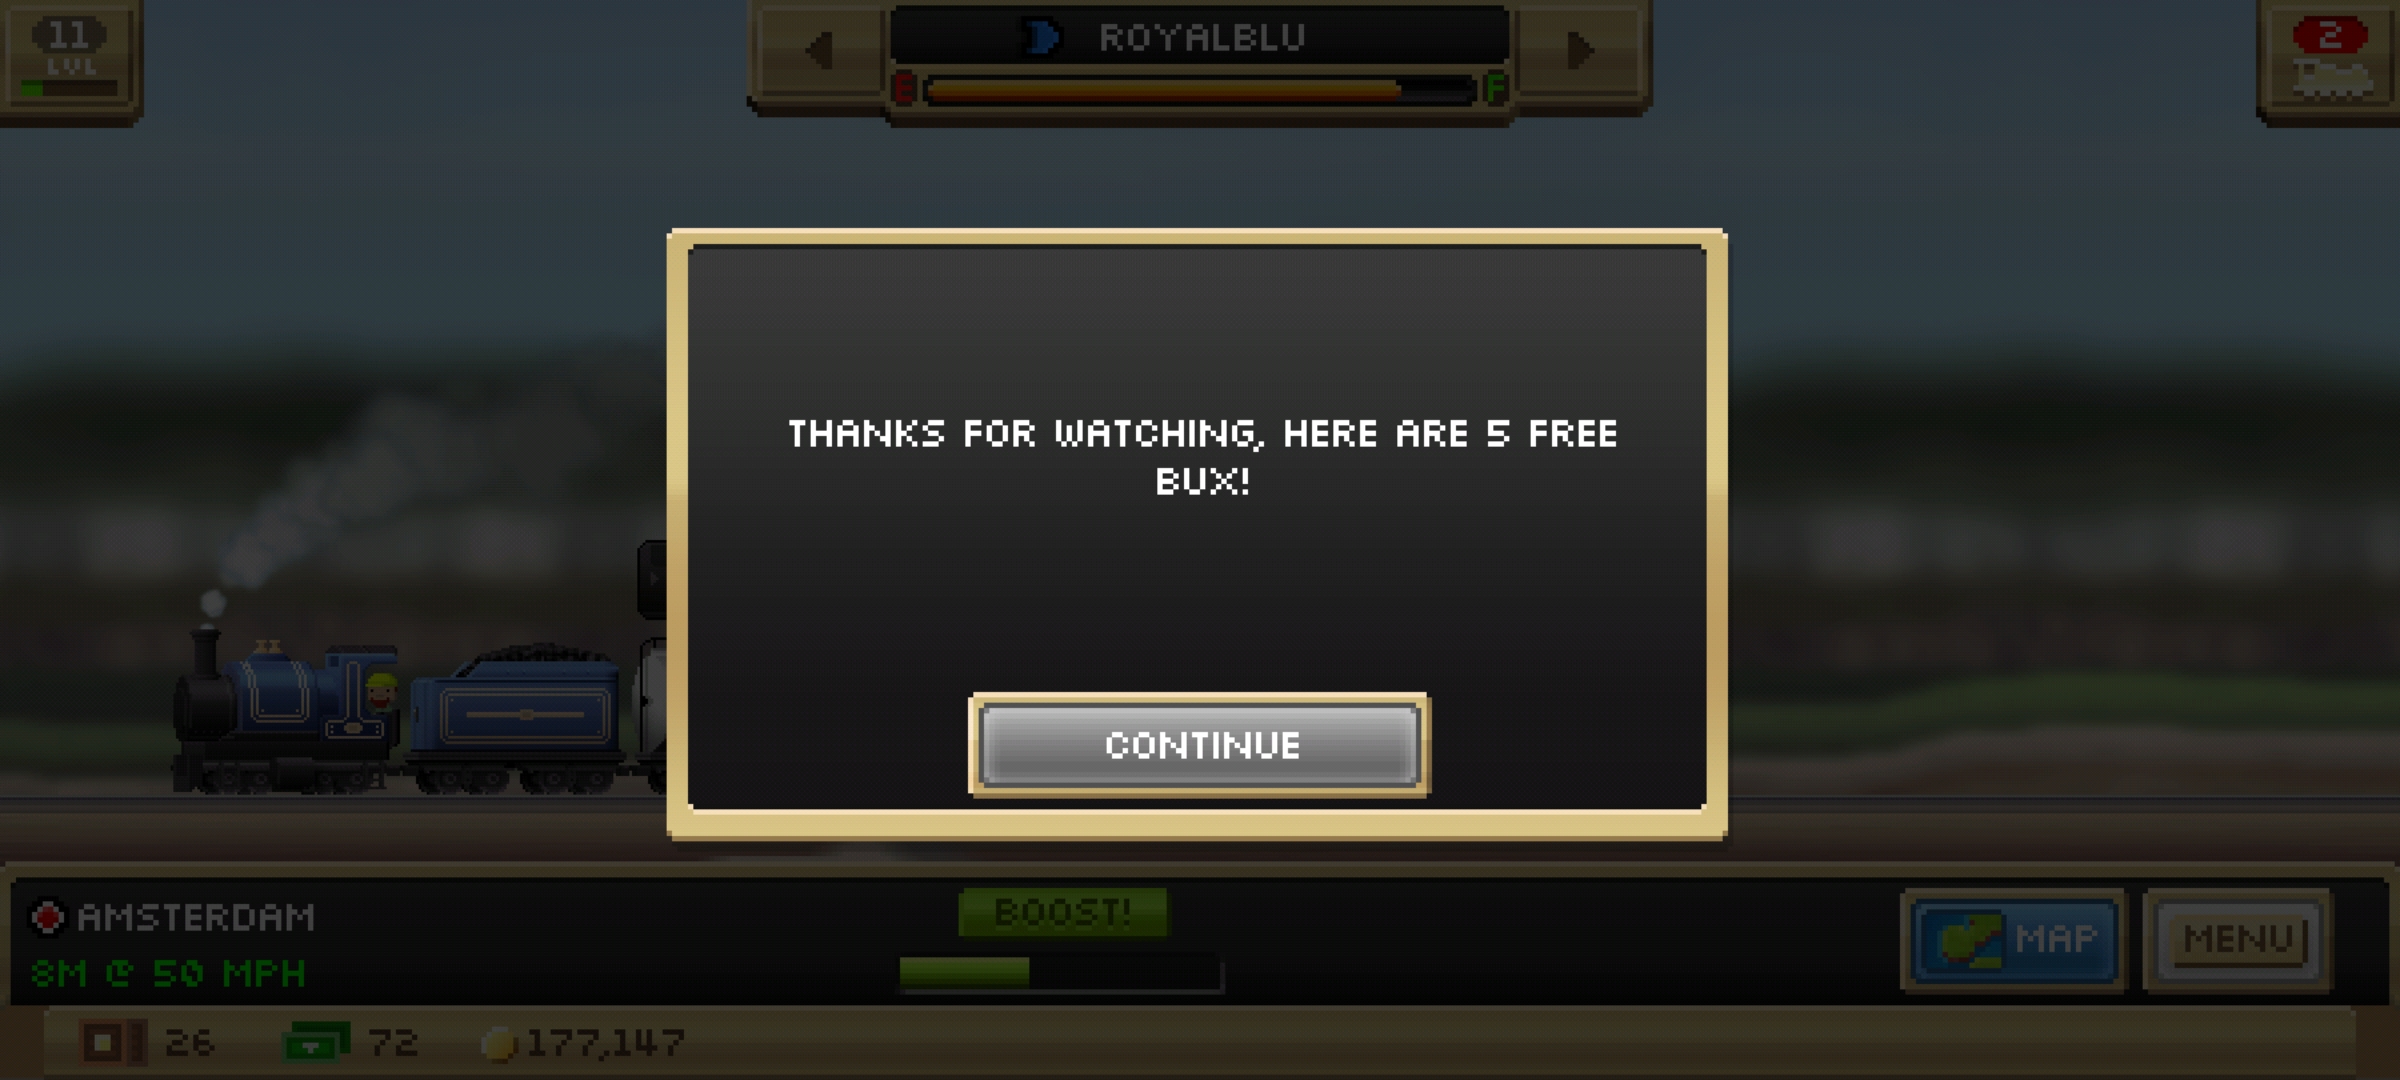 11
LVL
ROYALBLU
E
F
2
THANKS FOR WATCHING, HERE ARE 5 FREE
BUX!
CONTINUE
AMSTERDAM
8M @ 50 MPH
BOOST!
MAP
MENU
26
72
177,147